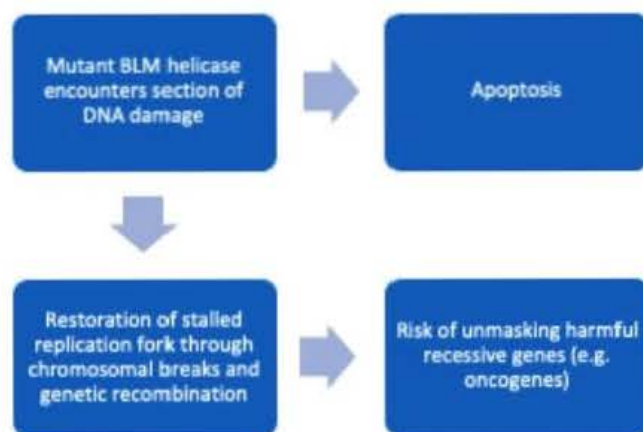 Mutant BLM helicase
encounters section of
DNA damage
Apoptosis
Restoration of stalled
replication fork through
chromosomal breaks and
genetic recombination
Risk of unmasking harmful
recessive genes (e.g.
oncogenes)